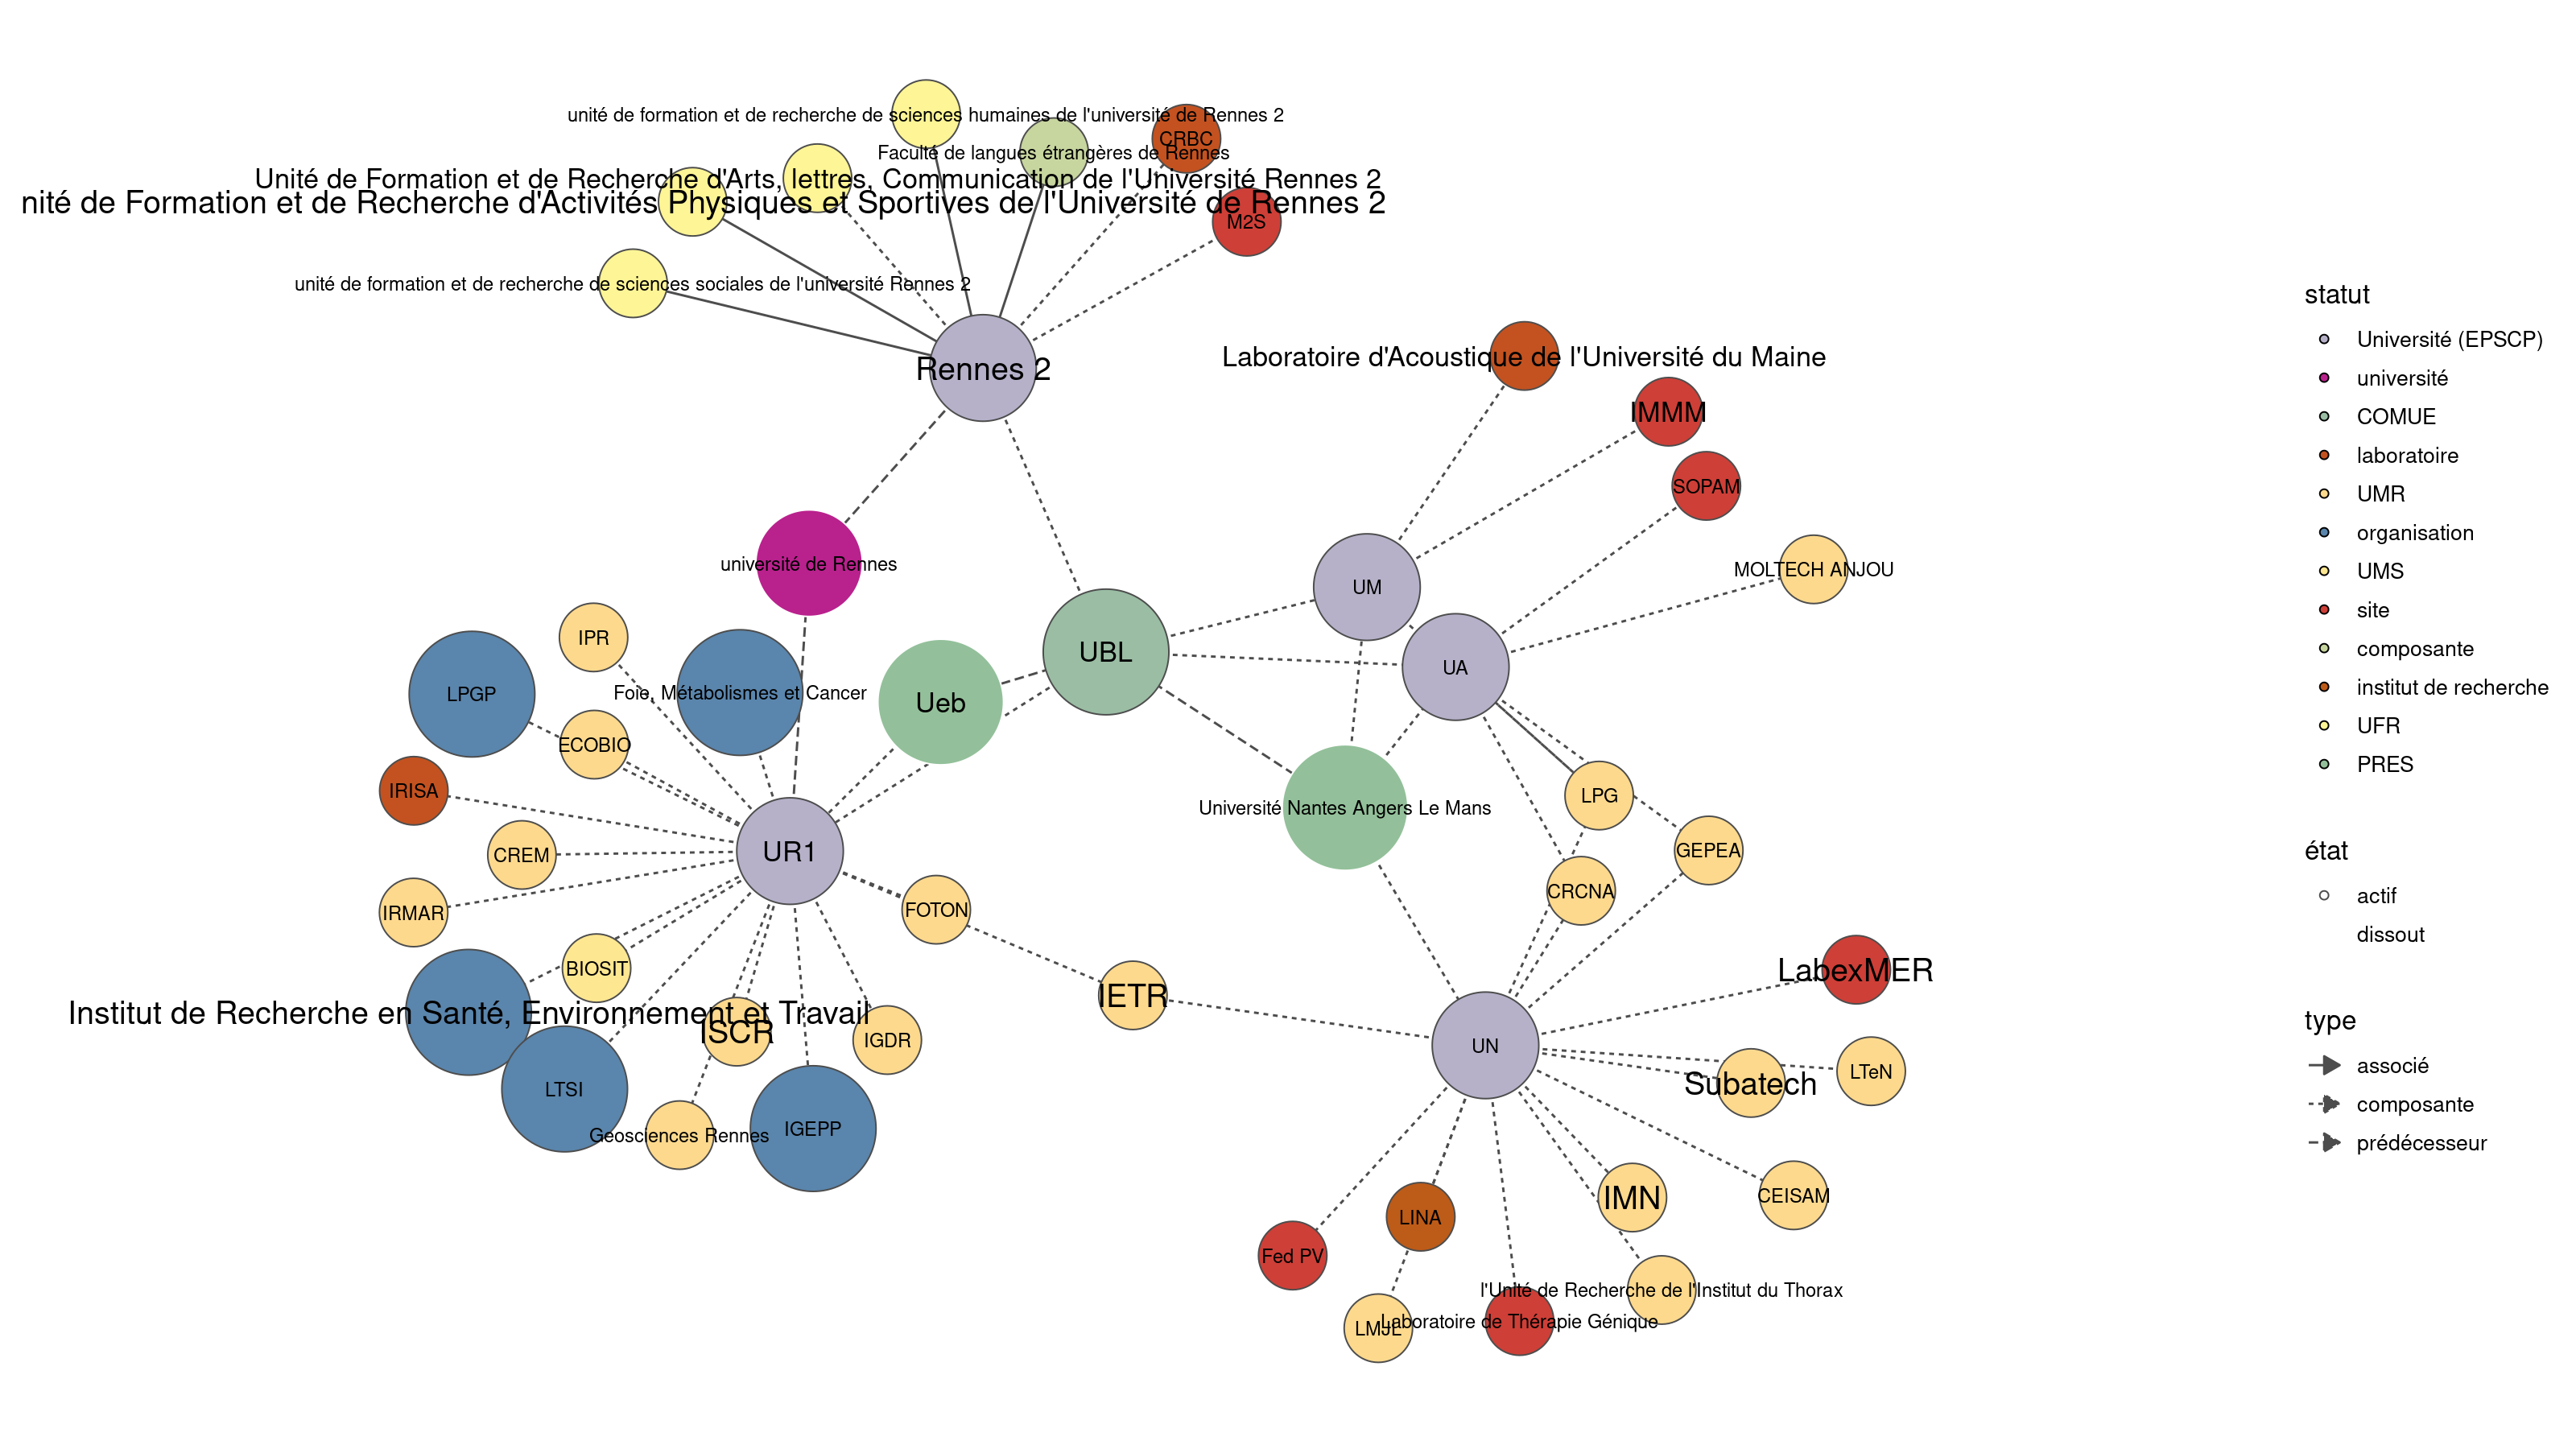 unité de formation et de recherche de sciences humaines de l'université de Rennes 2
CRBC
Faculté de langues étrangères de Rennes
Unité de Formation et de Recherche d'Arts, lettres, Communication de l'Université Rennes 2
nité de Formation et de Recherche d'Activités Physiques et Sportives de l'Université de Rennes 2
M2S
unité de formation et de recherche de sciences sociales de l'université Rennes 2
Rennes 2
Laboratoire d'Acoustique de l'Université du Maine
IMMM
SOPAM
université de Rennes
MOLTECH ANJOU
UM
IPR
UBL
UA
LPGP
Foie, Métabolismes et Cancer
Ueb
ECOBIO
IRISA
LPG
Université Nantes Angers Le Mans
CREM
UR1
GEPEA
CRCNA
IRMAR
FOTON
BIOSIT
LabexMER
IETR
Institut de Recherche en Santé, Environnement et Travail
ISCR
IGDR
UN
LTSI
Subatech
LTeN
Geosciences Rennes
IGEPP
IMN
CEISAM
LINA
Fed PV
l'Unité de Recherche de l'Institut du Thorax
Laboratoire de Thérapie Génique
LMJL
statut
Université (EPSCP)
université
COMUE
laboratoire
UMR
organisation
UMS
site
composante
institut de recherche
UFR
PRES
état
actif
dissout
type
associé
composante
prédécesseur